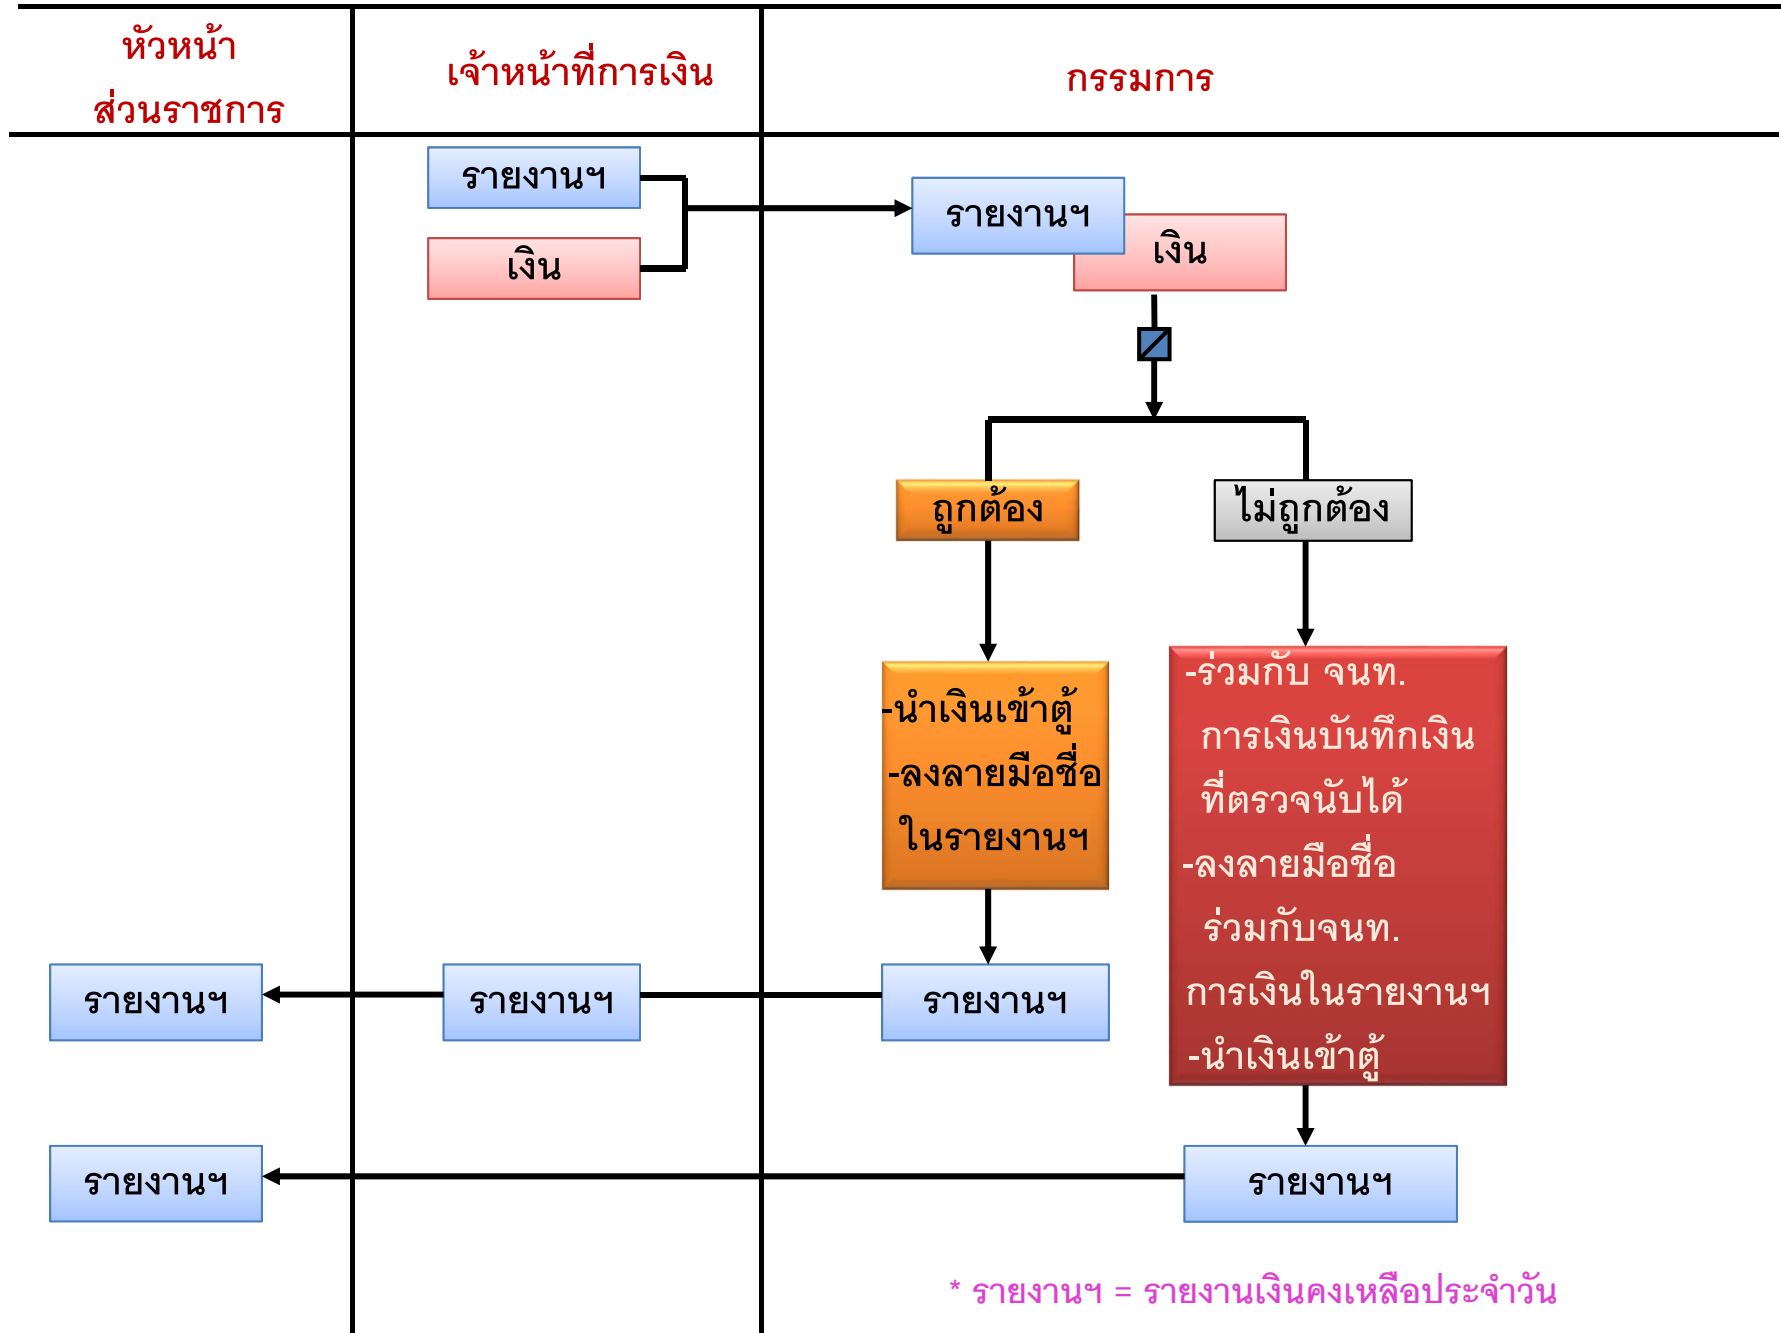 หัวหน้า
ส่วนราชการ
เจ้าหน้าที่การเงิน
กรรมการ
รายงานฯ
เงิน
รายงานฯ
เงิน
ถูกต้อง
ไม่ถูกต้อง
-นำเงินเข้าตู้
-ลงลายมือชื่อ
ในรายงานฯ
-ร่วมกับ จนท.
การเงินบันทึกเงิน
ที่ตรวจนับได้
-ลงลายมือชื่อ
ร่วมกับจนท.
การเงินในรายงานฯ
-นำเงินเข้าตู้
รายงานฯ
รายงานฯ
รายงานฯ
รายงานฯ
รายงานฯ
* รายงานฯ = รายงานเงินคงเหลือประจำวัน